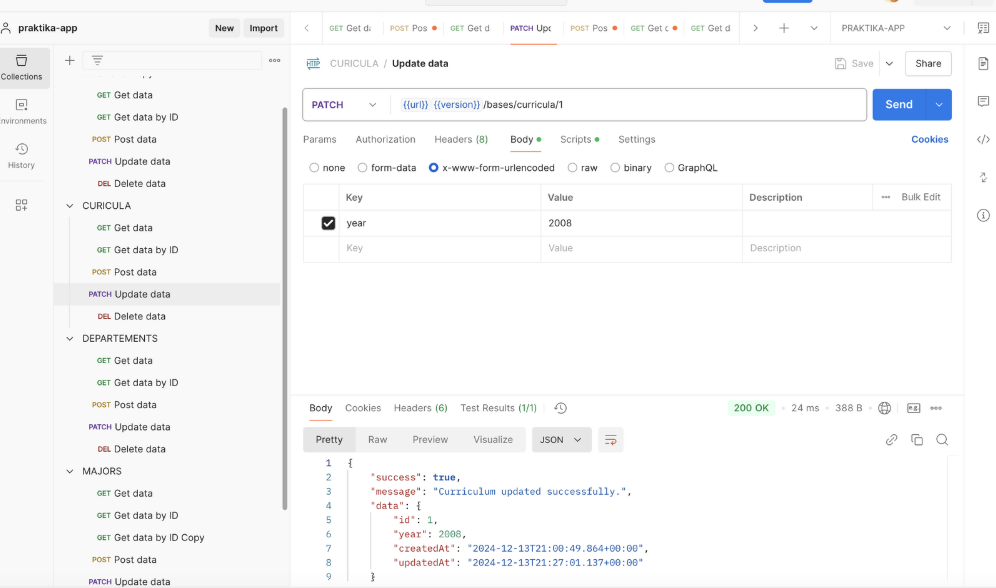 praktika-app
New
Import
GET Get d
POST Pos
GET Get d
PATCH Upd
POST Pos
GET Get
GET Get d
PRAKTIKA-APP
Collections
nvironments
History
GET Get data
GET Get data by ID
POST Post data
PATCH Update data
DEL Delete data
CURICULA
GET Get data
GET Get data by ID
POST Post data
PATCH Update data
DEL Delete data
DEPARTEMENTS
GET Get data
GET Get data by ID
POST Post data
PATCH Update data
DEL Delete data
MAJORS
GET Get data
GET Get data by ID
GET Get data by ID Copy
POST Post data
PATCH Update data
HTTP CURICULA / Update data
Save
Share
PATCH
{{url}} {{version}} /bases/curricula/1
Send
Params Authorization Headers (8) Body Scripts Settings
Cookies
none form-data x-www-form-urlencoded raw binary GraphQL
Key Value Description Bulk Edit
year 2008
Key Value Description
Body Cookies Headers (6) Test Results (1/1)
200 OK 24 ms 388 B
Pretty Raw Preview Visualize JSON
1 {
2 "success": true,
3 "message": "Curriculum updated successfully.",
4 "data": {
5 "id": 1,
6 "year": 2008,
7 "createdAt": "2024-12-13T21:00:49.864+00:00",
8 "updatedAt": "2024-12-13T21:27:01.137+00:00"
9 }